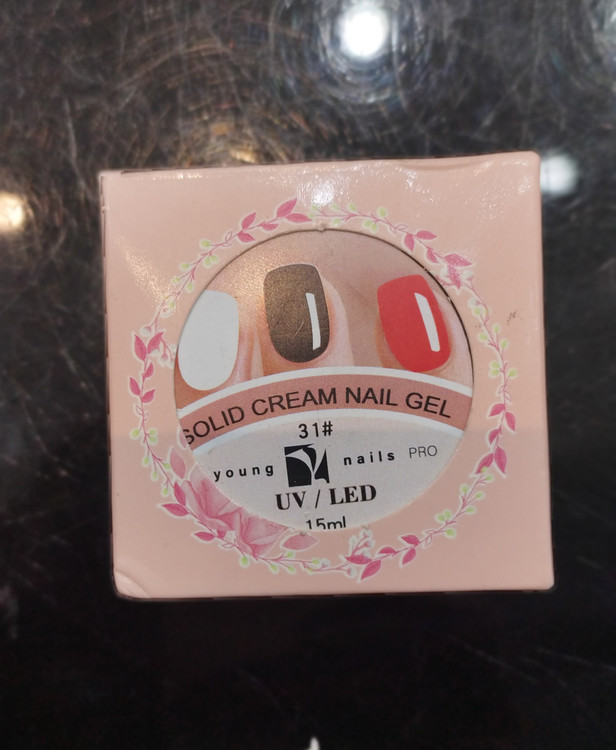 SOLID CREAM NAIL GEL
31#
young nails PRO
UV / LED
15ml